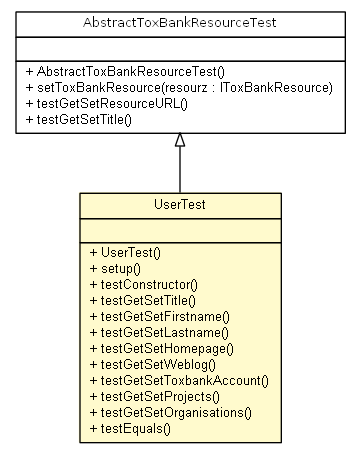 AbstractToxBankResourceTest
+ AbstractToxBankResourceTest()
+ setToxBankResource(resourz : IToxBankResource)
+ testGetSetResourceURL()
+ testGetSetTitle()
UserTest
+ UserTest()
+ setup()
+ testConstructor()
+ testGetSetTitle()
+ testGetSetFirstname()
+ testGetSetLastname()
+ testGetSetHomepage()
+ testGetSetWeblog()
+ testGetSetToxbankAccount()
+ testGetSetProjects()
+ testGetSetOrganisations()
+ testEquals()